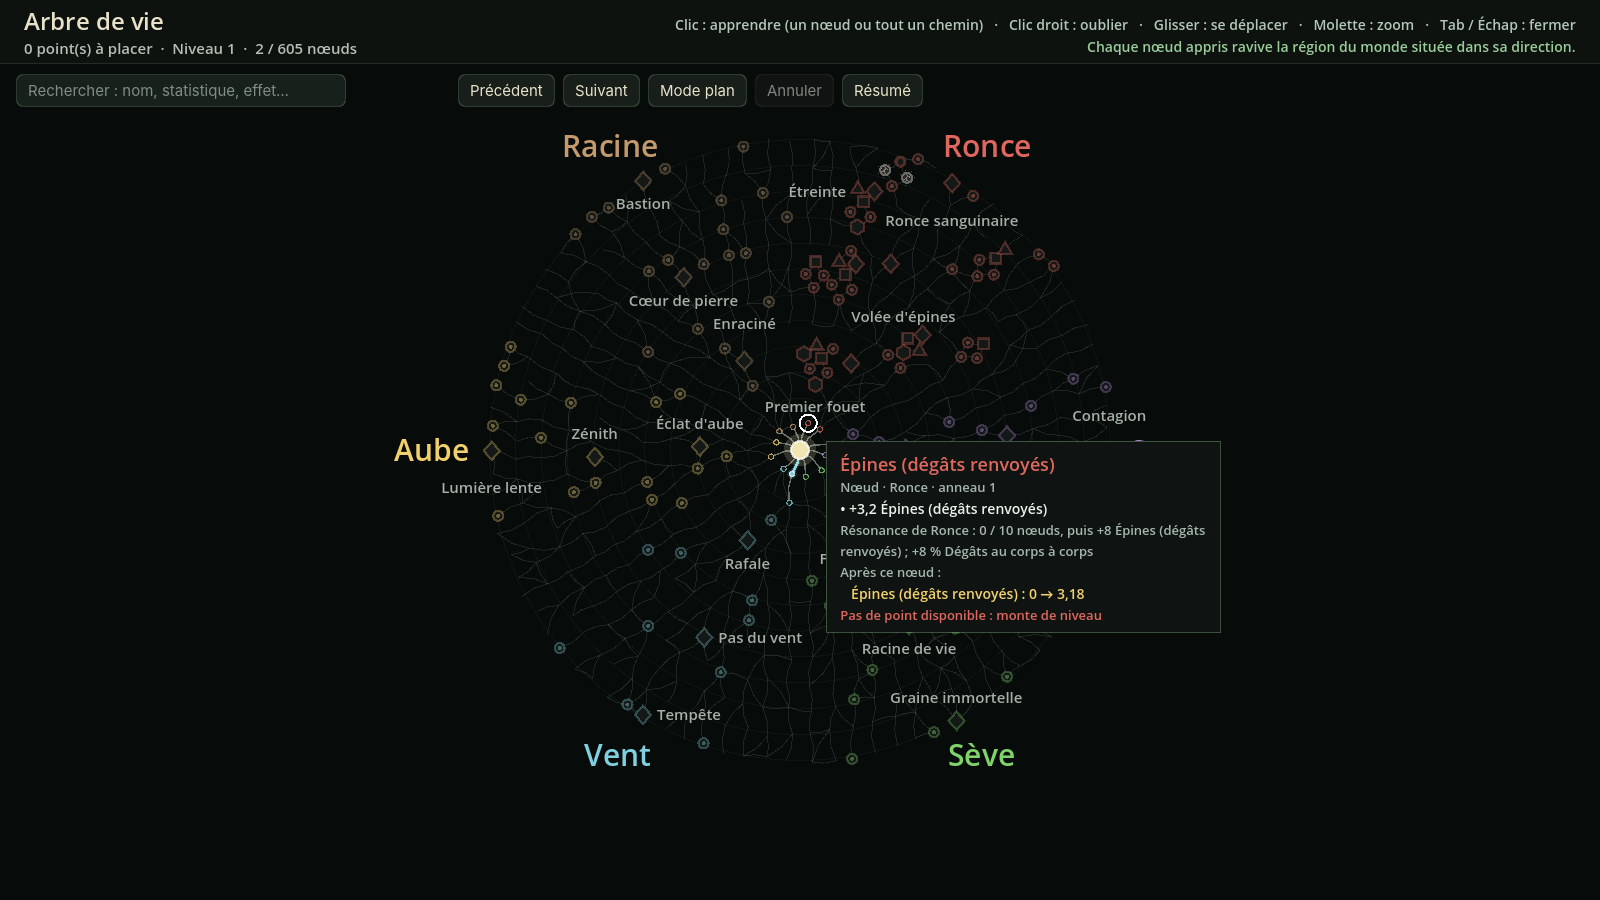 Arbre de vie
0 point(s) à placer · Niveau 1 · 2 / 605 nœuds
Clic : apprendre (un nœud ou tout un chemin) · Clic droit : oublier · Glisser : se déplacer · Molette : zoom · Tab / Échap : fermer
Chaque nœud appris ravive la région du monde située dans sa direction.
Rechercher : nom, statistique, effet...
Précédent
Suivant
Mode plan
Annuler
Résumé
Racine
Ronce
Étreinte
Bastion
Ronce sanguinaire
Cœur de pierre
Volée d'épines
Enraciné
Premier fouet
Contagion
Éclat d'aube
Zénith
Aube
Lumière lente
Épines (dégâts renvoyés)
Nœud · Ronce · anneau 1
• +3,2 Épines (dégâts renvoyés)
Résonance de Ronce : 0 / 10 nœuds, puis +8 Épines (dégâts
renvoyés) ; +8 % Dégâts au corps à corps
Après ce nœud :
Épines (dégâts renvoyés) : 0 → 3,18
Pas de point disponible : monte de niveau
Rafale
Pas du vent
Racine de vie
Graine immortelle
Tempête
Vent
Sève